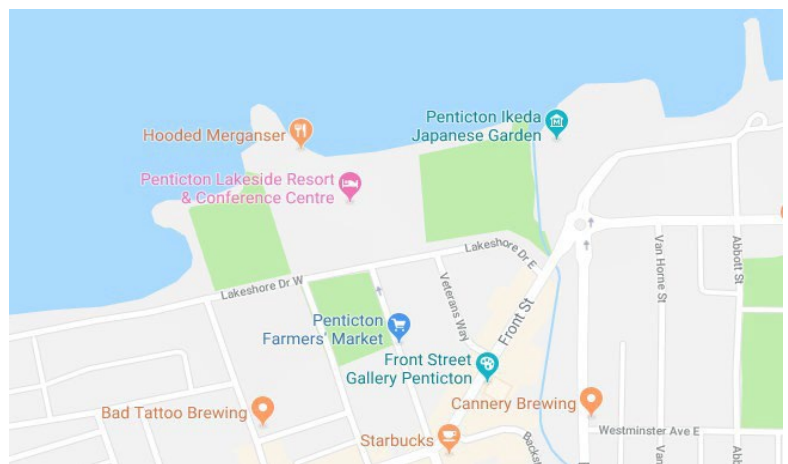 Penticton Ikeda
Japanese Garden
Hooded Merganser
Penticton Lakeside Resort
& Conference Centre
Lakeshore Dr E
Van Horne St
Abbott St
Lakeshore Dr W
Veterans Way
Front St
Penticton
Farmers' Market
Front Street
Gallery Penticton
Bad Tattoo Brewing
Cannery Brewing
Starbucks
Westminster Ave E
Van
Abb